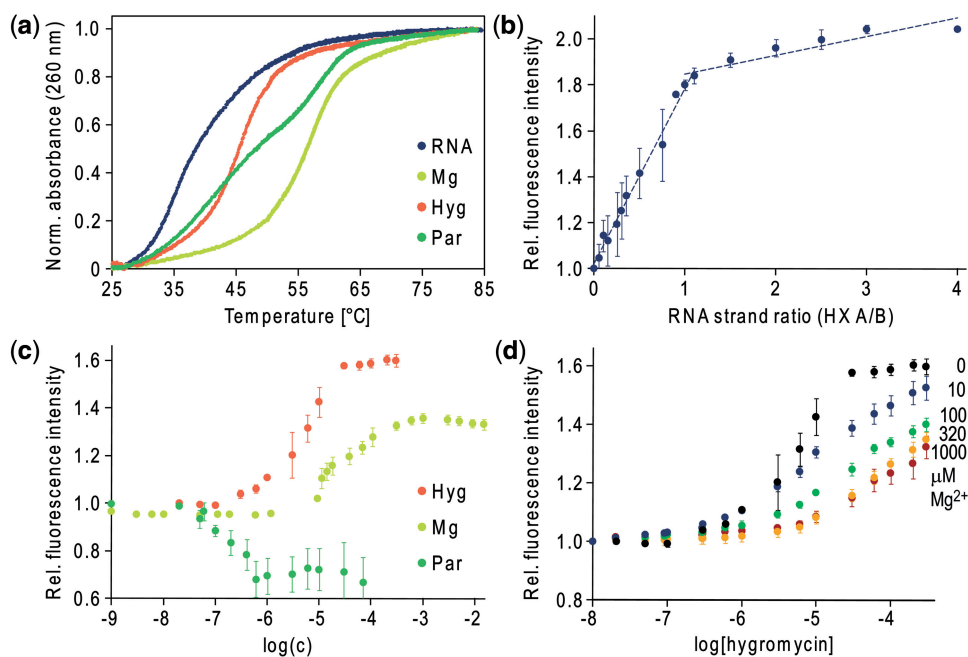 (a)
Norm. absorbance (260 nm)
1.0
0.8
0.6
0.4
0.2
0
RNA
Mg
Hyg
Par
25 35 45 55 65 75 85
Temperature [°C]
(b)
Rel. fluorescence intensity
2.0
1.8
1.6
1.4
1.2
1.0
0 1 2 3 4
RNA strand ratio (HX A/B)
(c)
Rel. fluorescence intensity
1.6
1.4
1.2
1.0
0.8
0.6
Hyg
Mg
Par
-9 -8 -7 -6 -5 -4 -3 -2
log(c)
(d)
Rel. fluorescence intensity
1.6
1.4
1.2
1.0
0.8
0
10
100
320
1000
μM
Mg2+
-8 -7 -6 -5 -4
log[hygromycin]